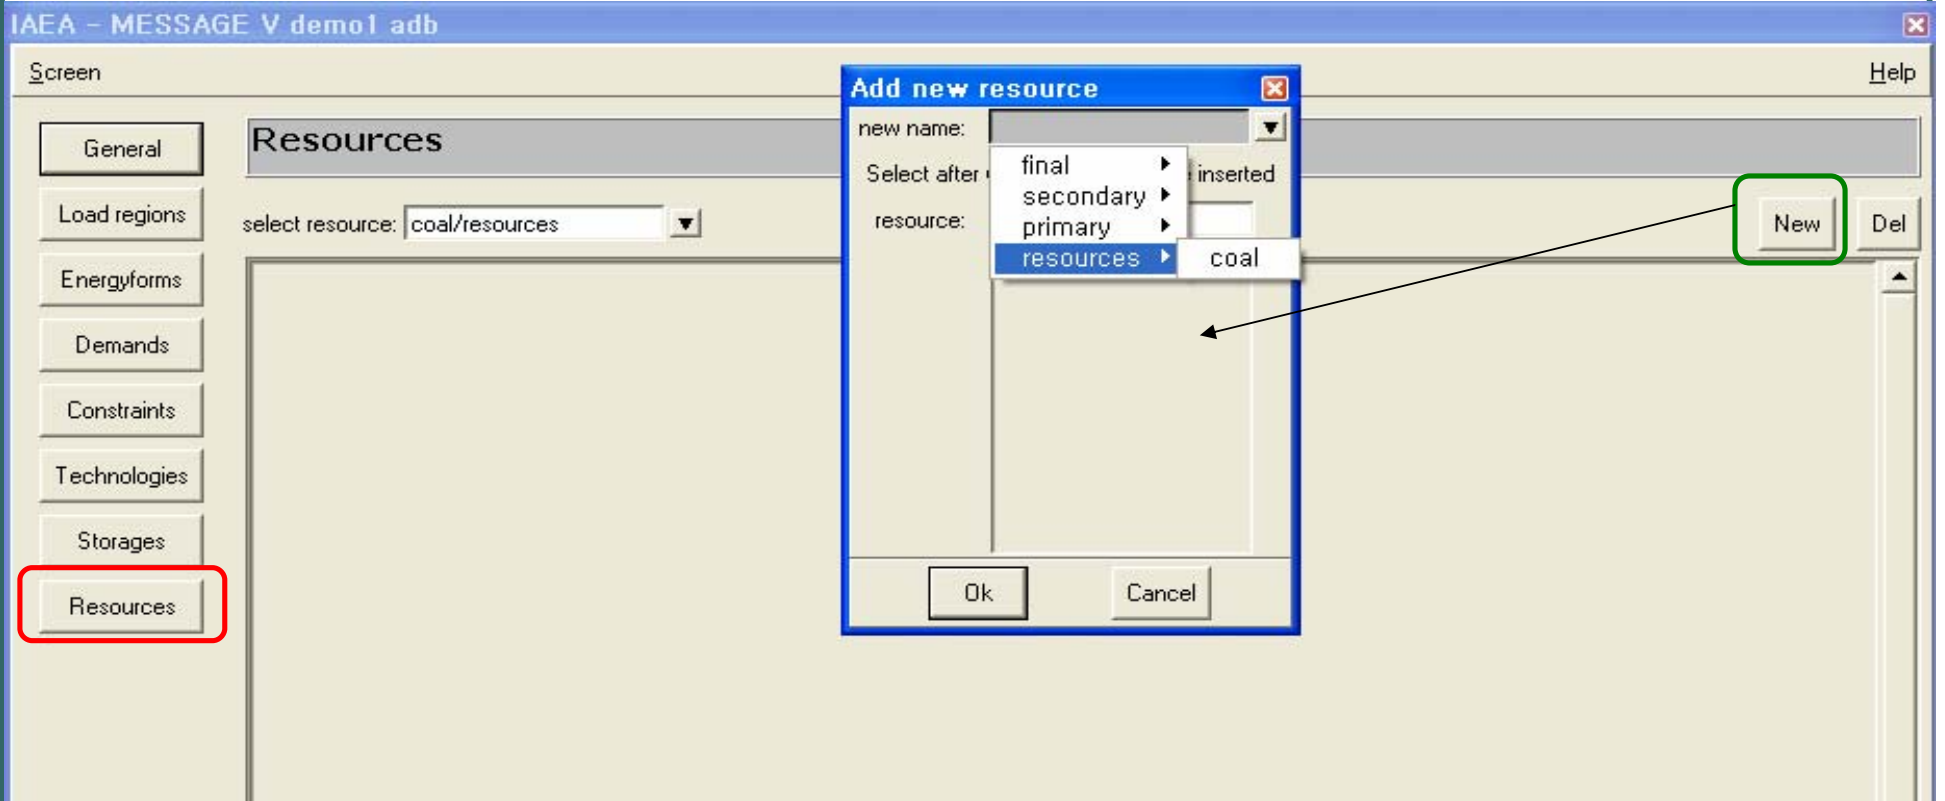 IAEA - MESSAGE V demo1 adb
Screen
Help
General
Load regions
Energyforms
Demands
Constraints
Technologies
Storages
Resources
Resources
select resource: coal/resources
New
Del
Add new resource
new name:
Select after
inserted
resource:
final
secondary
primary
resources
coal
Ok
Cancel